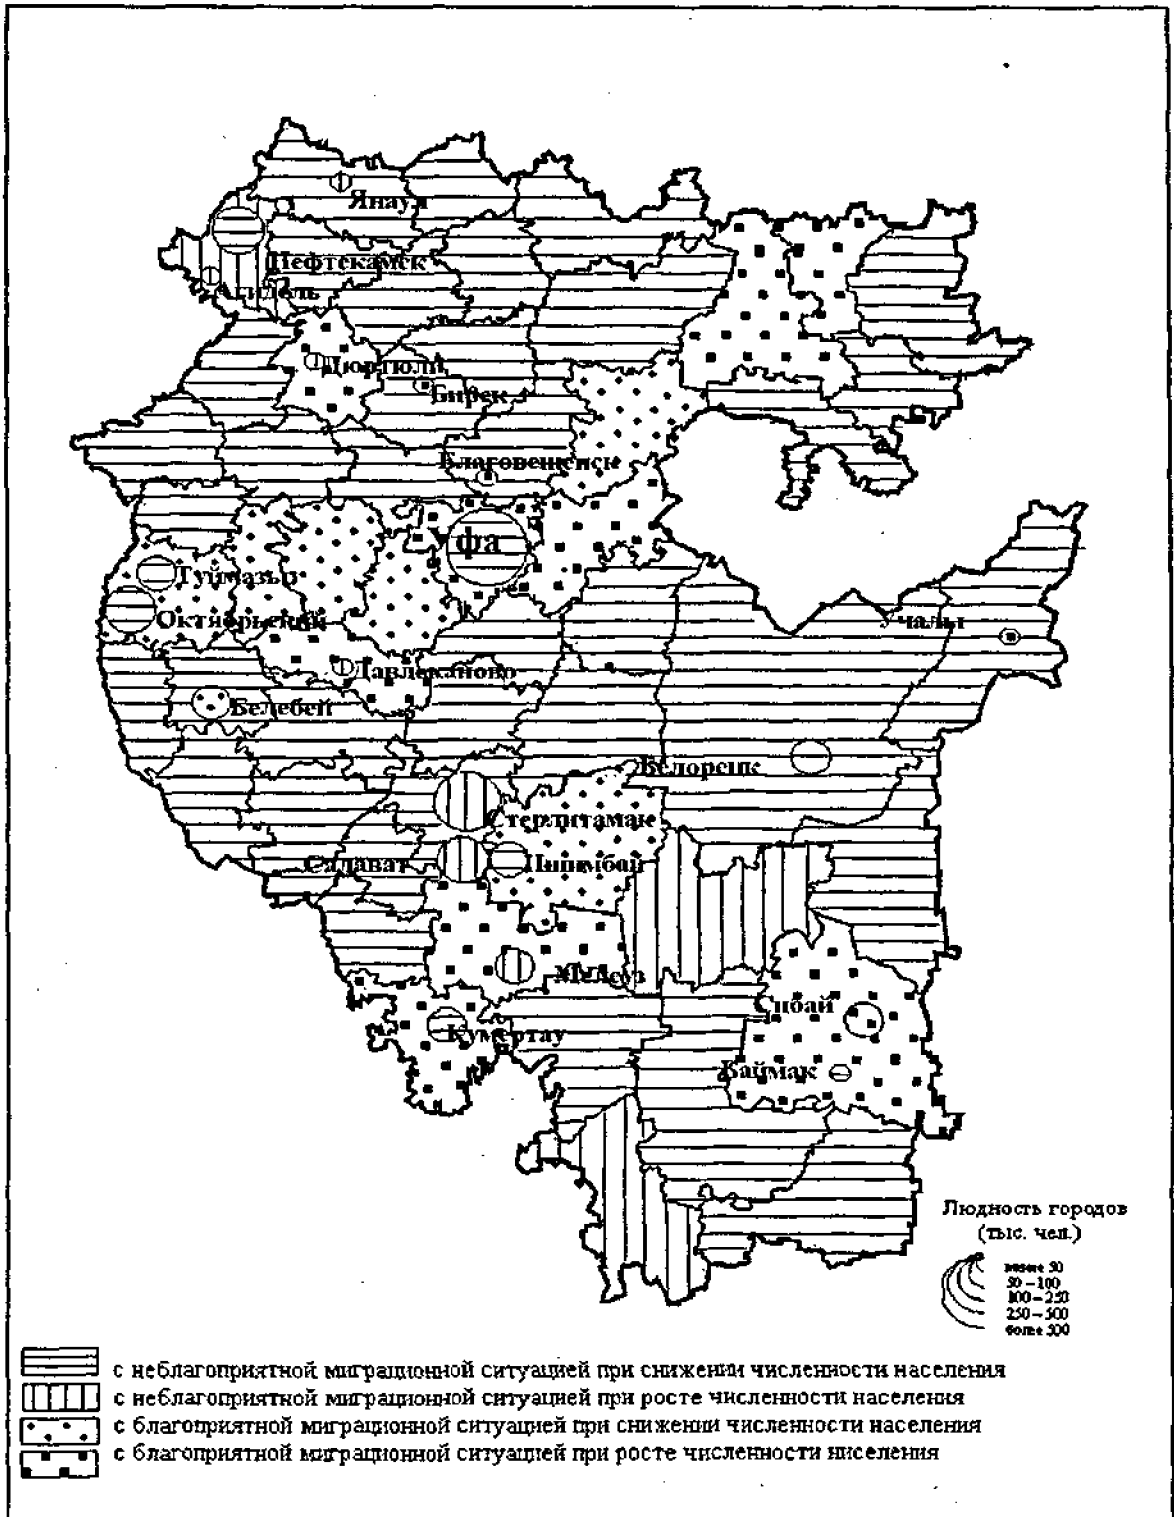 Янаул
Нефтекамск
Агидель
Дюртюли
Бирск
Благовещенск
Уфа
Туймазы
Октябрьский
Учалы
Давлеканово
Белебей
Белорецк
Стерлитамак
Салават
Ишимбай
Мелеуз
Сибай
Кумертау
Баймак
Людность городов
(тыс. чел.)
менее 50
50 – 100
100 – 250
250 – 500
более 500
с неблагоприятной миграционной ситуацией при снижении численности населения
с неблагоприятной миграционной ситуацией при росте численности населения
с благоприятной миграционной ситуацией при снижении численности населения
с благоприятной миграционной ситуацией при росте численности ниселения